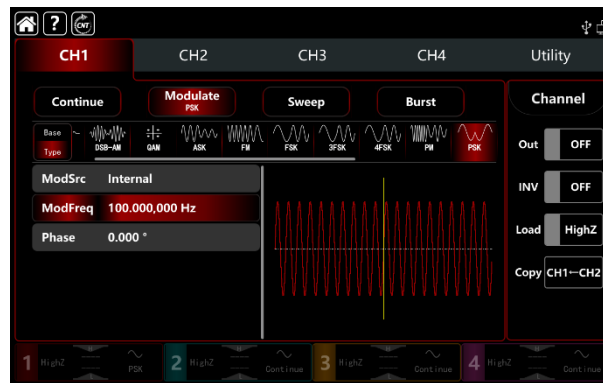 ? CNT
CH1 CH2 CH3 CH4 Utility
Continue Modulate PSK Sweep Burst Channel
Base Type DSB-AM QAM ASK FM FSK 3FSK 4FSK PM PSK
Out OFF
ModSrc Internal
INV OFF
ModFreq 100.000,000 Hz
Load HighZ
Phase 0.000 °
Copy CH1←CH2
1 HighZ PSK 2 HighZ Continue 3 HighZ Continue 4 HighZ Continue